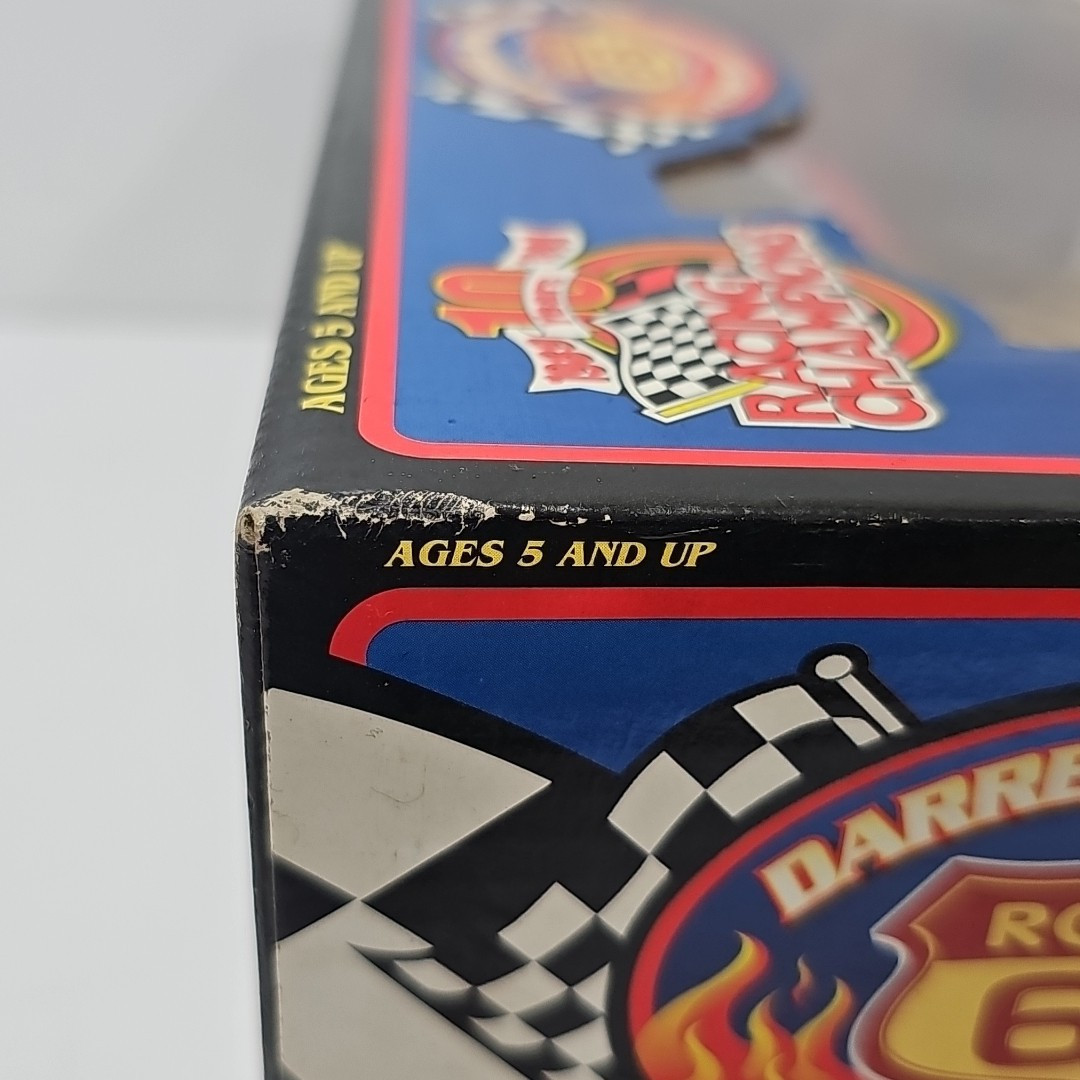 AGES 5 AND UP
10
RACING
CHAMPIONS
AGES 5 AND UP
DARRE
RO
6